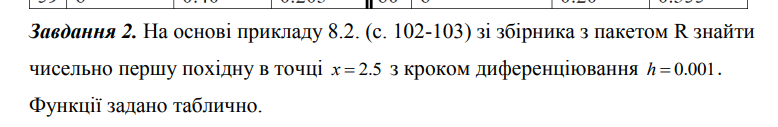 Завдання 2. На основі прикладу 8.2. (с. 102-103) зі збірника з пакетом R знайти
чисельно першу похідну в точці x = 2.5 з кроком диференціювання h = 0.001.
Функції задано таблично.